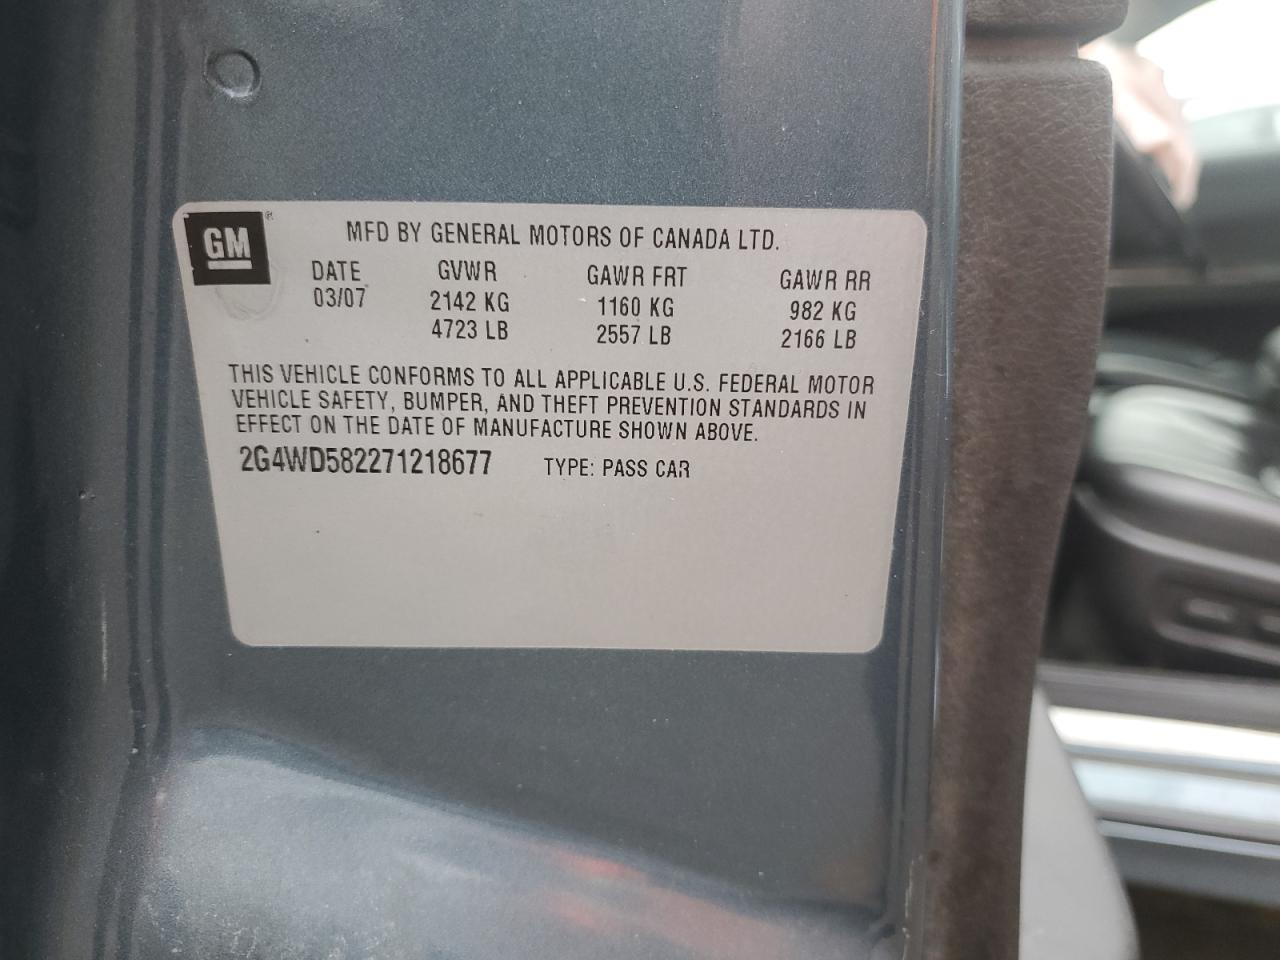 GM®
MFD BY GENERAL MOTORS OF CANADA LTD.
DATE GVWR GAWR FRT GAWR RR
03/07 2142 KG 1160 KG 982 KG
4723 LB 2557 LB 2166 LB
THIS VEHICLE CONFORMS TO ALL APPLICABLE U.S. FEDERAL MOTOR
VEHICLE SAFETY, BUMPER, AND THEFT PREVENTION STANDARDS IN
EFFECT ON THE DATE OF MANUFACTURE SHOWN ABOVE.
2G4WD582271218677 TYPE: PASS CAR